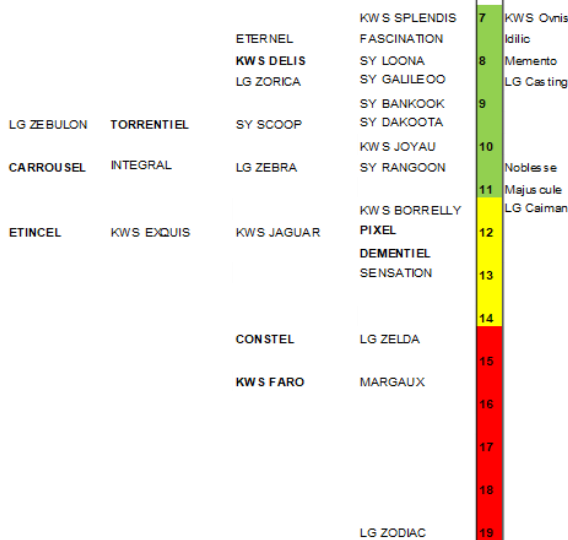 KWS SPLENDIS 7 KWS Ovnis
ETERNEL FASCINATION Idilic
KWS DELIS SY LOONA 8 Memento
LG ZORICA SY GALILEOO LG Casting
SY BANKOOK 9
LG ZEBULON TORRENTIEL SY SCOOP SY DAKOOTA
KWS JOYAU 10
CARROUSEL INTEGRAL LG ZEBRA SY RANGOON Noblesse
11 Majuscule
KWS BORRELLY LG Caiman
ETINCEL KWS EXQUIS KWS JAGUAR PIXEL 12
DEMENTIEL
SENSATION 13
14
CONSTEL LG ZELDA
15
KWS FARO MARGAUX
16
17
18
LG ZODIAC 19